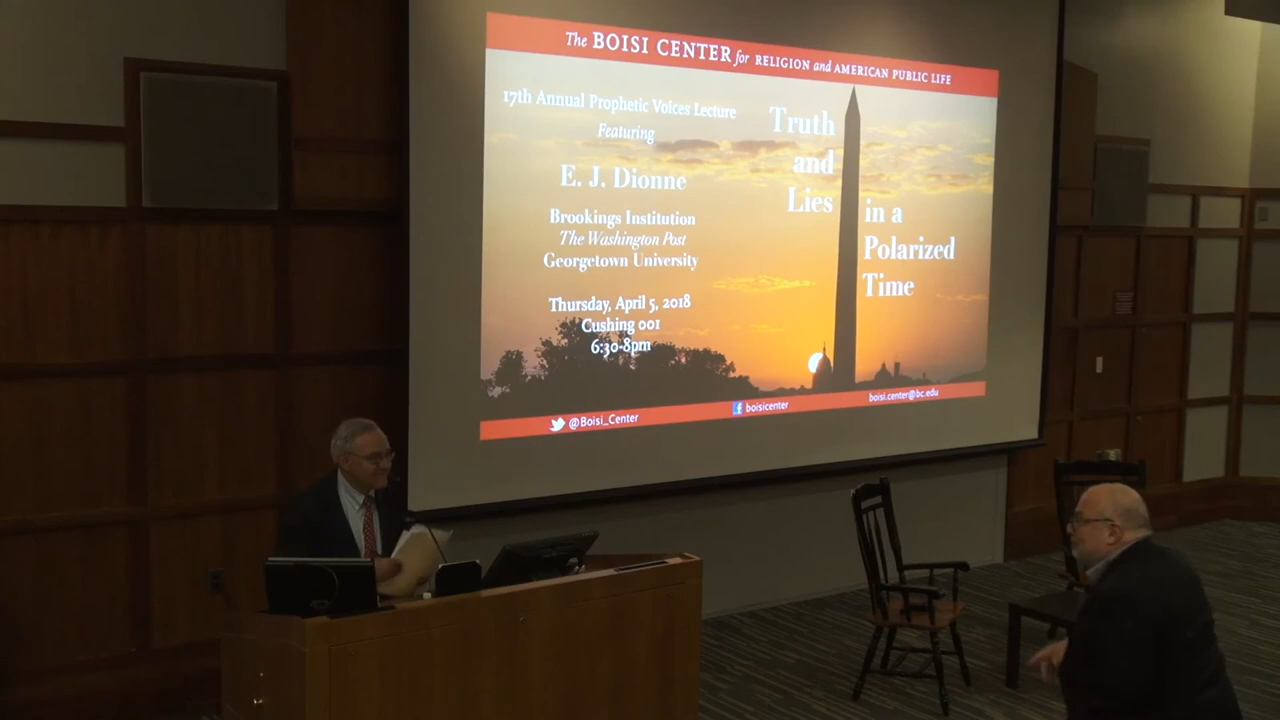 The BOISI CENTER for RELIGION and AMERICAN PUBLIC LIFE
17th Annual Prophetic Voices Lecture
Featuring
E. J. Dionne
Brookings Institution
The Washington Post
Georgetown University
Thursday, April 5, 2018
Cushing 001
6:30-8pm
Truth
and
Lies
in a
Polarized
Time
@Boisi_Center
boisicenter
boisi.center@bc.edu